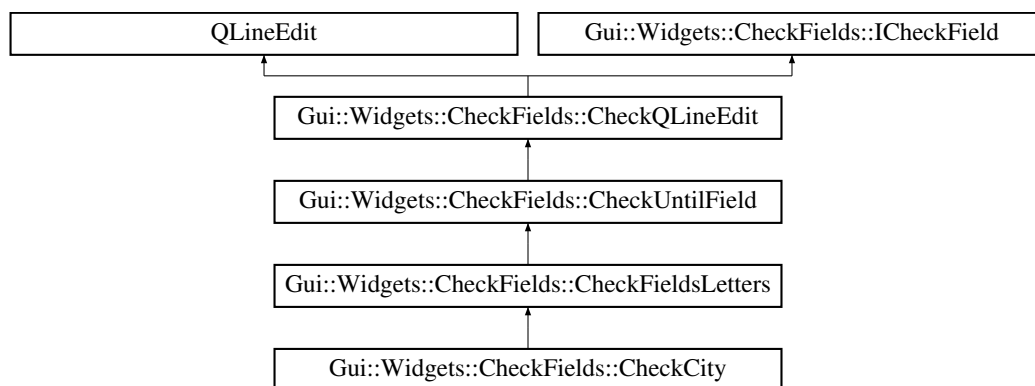 QLineEdit
Gui::Widgets::CheckFields::ICheckField
Gui::Widgets::CheckFields::CheckQLineEdit
Gui::Widgets::CheckFields::CheckUntilField
Gui::Widgets::CheckFields::CheckFieldsLetters
Gui::Widgets::CheckFields::CheckCity